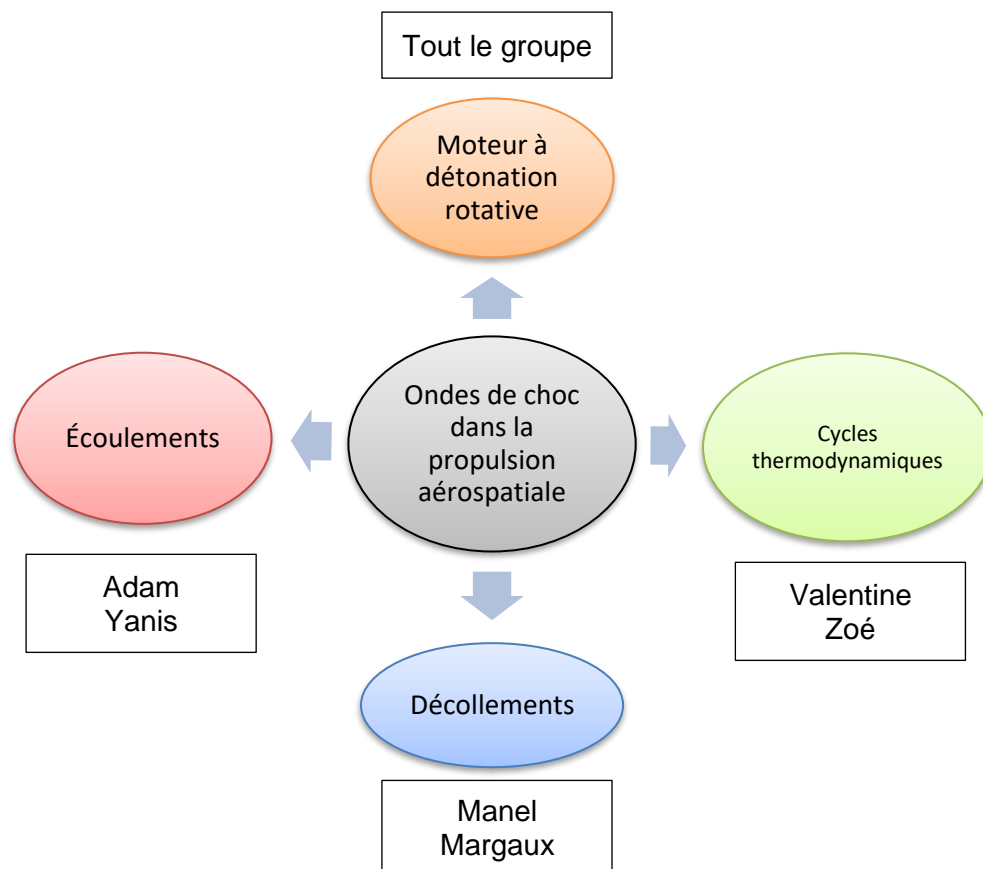 Tout le groupe
Moteur à
détonation
rotative
Ondes de choc
dans la
propulsion
aérospatiale
Écoulements
Cycles
thermodynamiques
Adam
Yanis
Valentine
Zoé
Décollements
Manel
Margaux